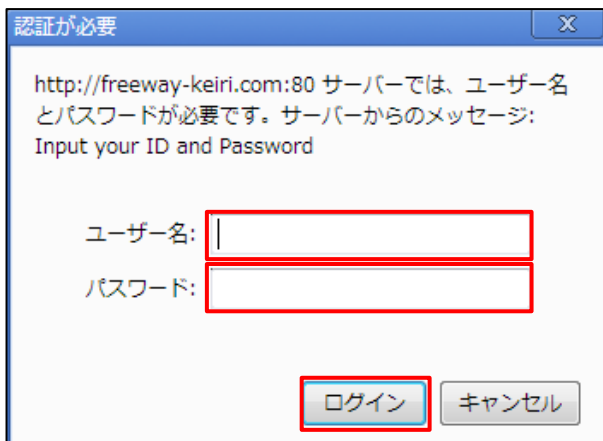 認証が必要
X
http://freeway-keiri.com:80 サーバーでは、ユーザー名
とパスワードが必要です。サーバーからのメッセージ:
Input your ID and Password
ユーザー名:
パスワード:
ログイン キャンセル